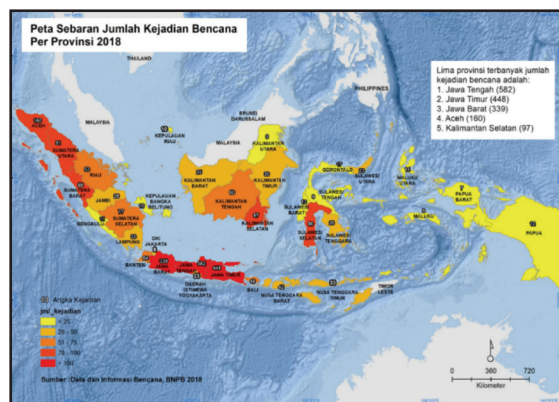 Peta Sebaran Jumlah Kejadian Bencana
Per Provinsi 2018
Lima provinsi terbanyak jumlah
kejadian bencana adalah:
1. Jawa Tengah (582)
2. Jawa Timur (448)
3. Jawa Barat (339)
4. Aceh (160)
5. Kalimantan Selatan (97)
THAILAND
PHILIPPINES
MALAYSIA
BRUNEI
DARUSSALAM
MALAYSIA
160
ACEH
SUMATERA
UTARA
RIAU
KEPULAUAN
RIAU
SUMATERA
BARAT
JAMBI
KEPULAUAN
BANGKA
BELITUNG
BENGKULU
SUMATERA
SELATAN
LAMPUNG
KALIMANTAN
UTARA
KALIMANTAN
BARAT
KALIMANTAN
TIMUR
KALIMANTAN
TENGAH
97
KALIMANTAN
SELATAN
GORONTALO
SULAWESI
UTARA
SULAWESI
TENGAH
SULAWESI
BARAT
SULAWESI
SELATAN
SULAWESI
TENGGARA
MALUKU
UTARA
MALUKU
PAPUA
BARAT
12
PAPUA
DKI
JAKARTA
BANTEN
JAWA
BARAT
JAWA
TENGAH
JAWA TIMUR
DAERAH
ISTIMEWA
YOGYAKARTA
BALI
NUSA TENGGARA
BARAT
NUSA TENGGARA
TIMUR
TIMOR
LESTE
Angka Kejadian
jml_kejadian
< 25
26 - 50
51 - 75
76 - 100
> 100
Sumber :Data dan Informasi Bencana, BNPB 2018
0 360 720
Kilometer